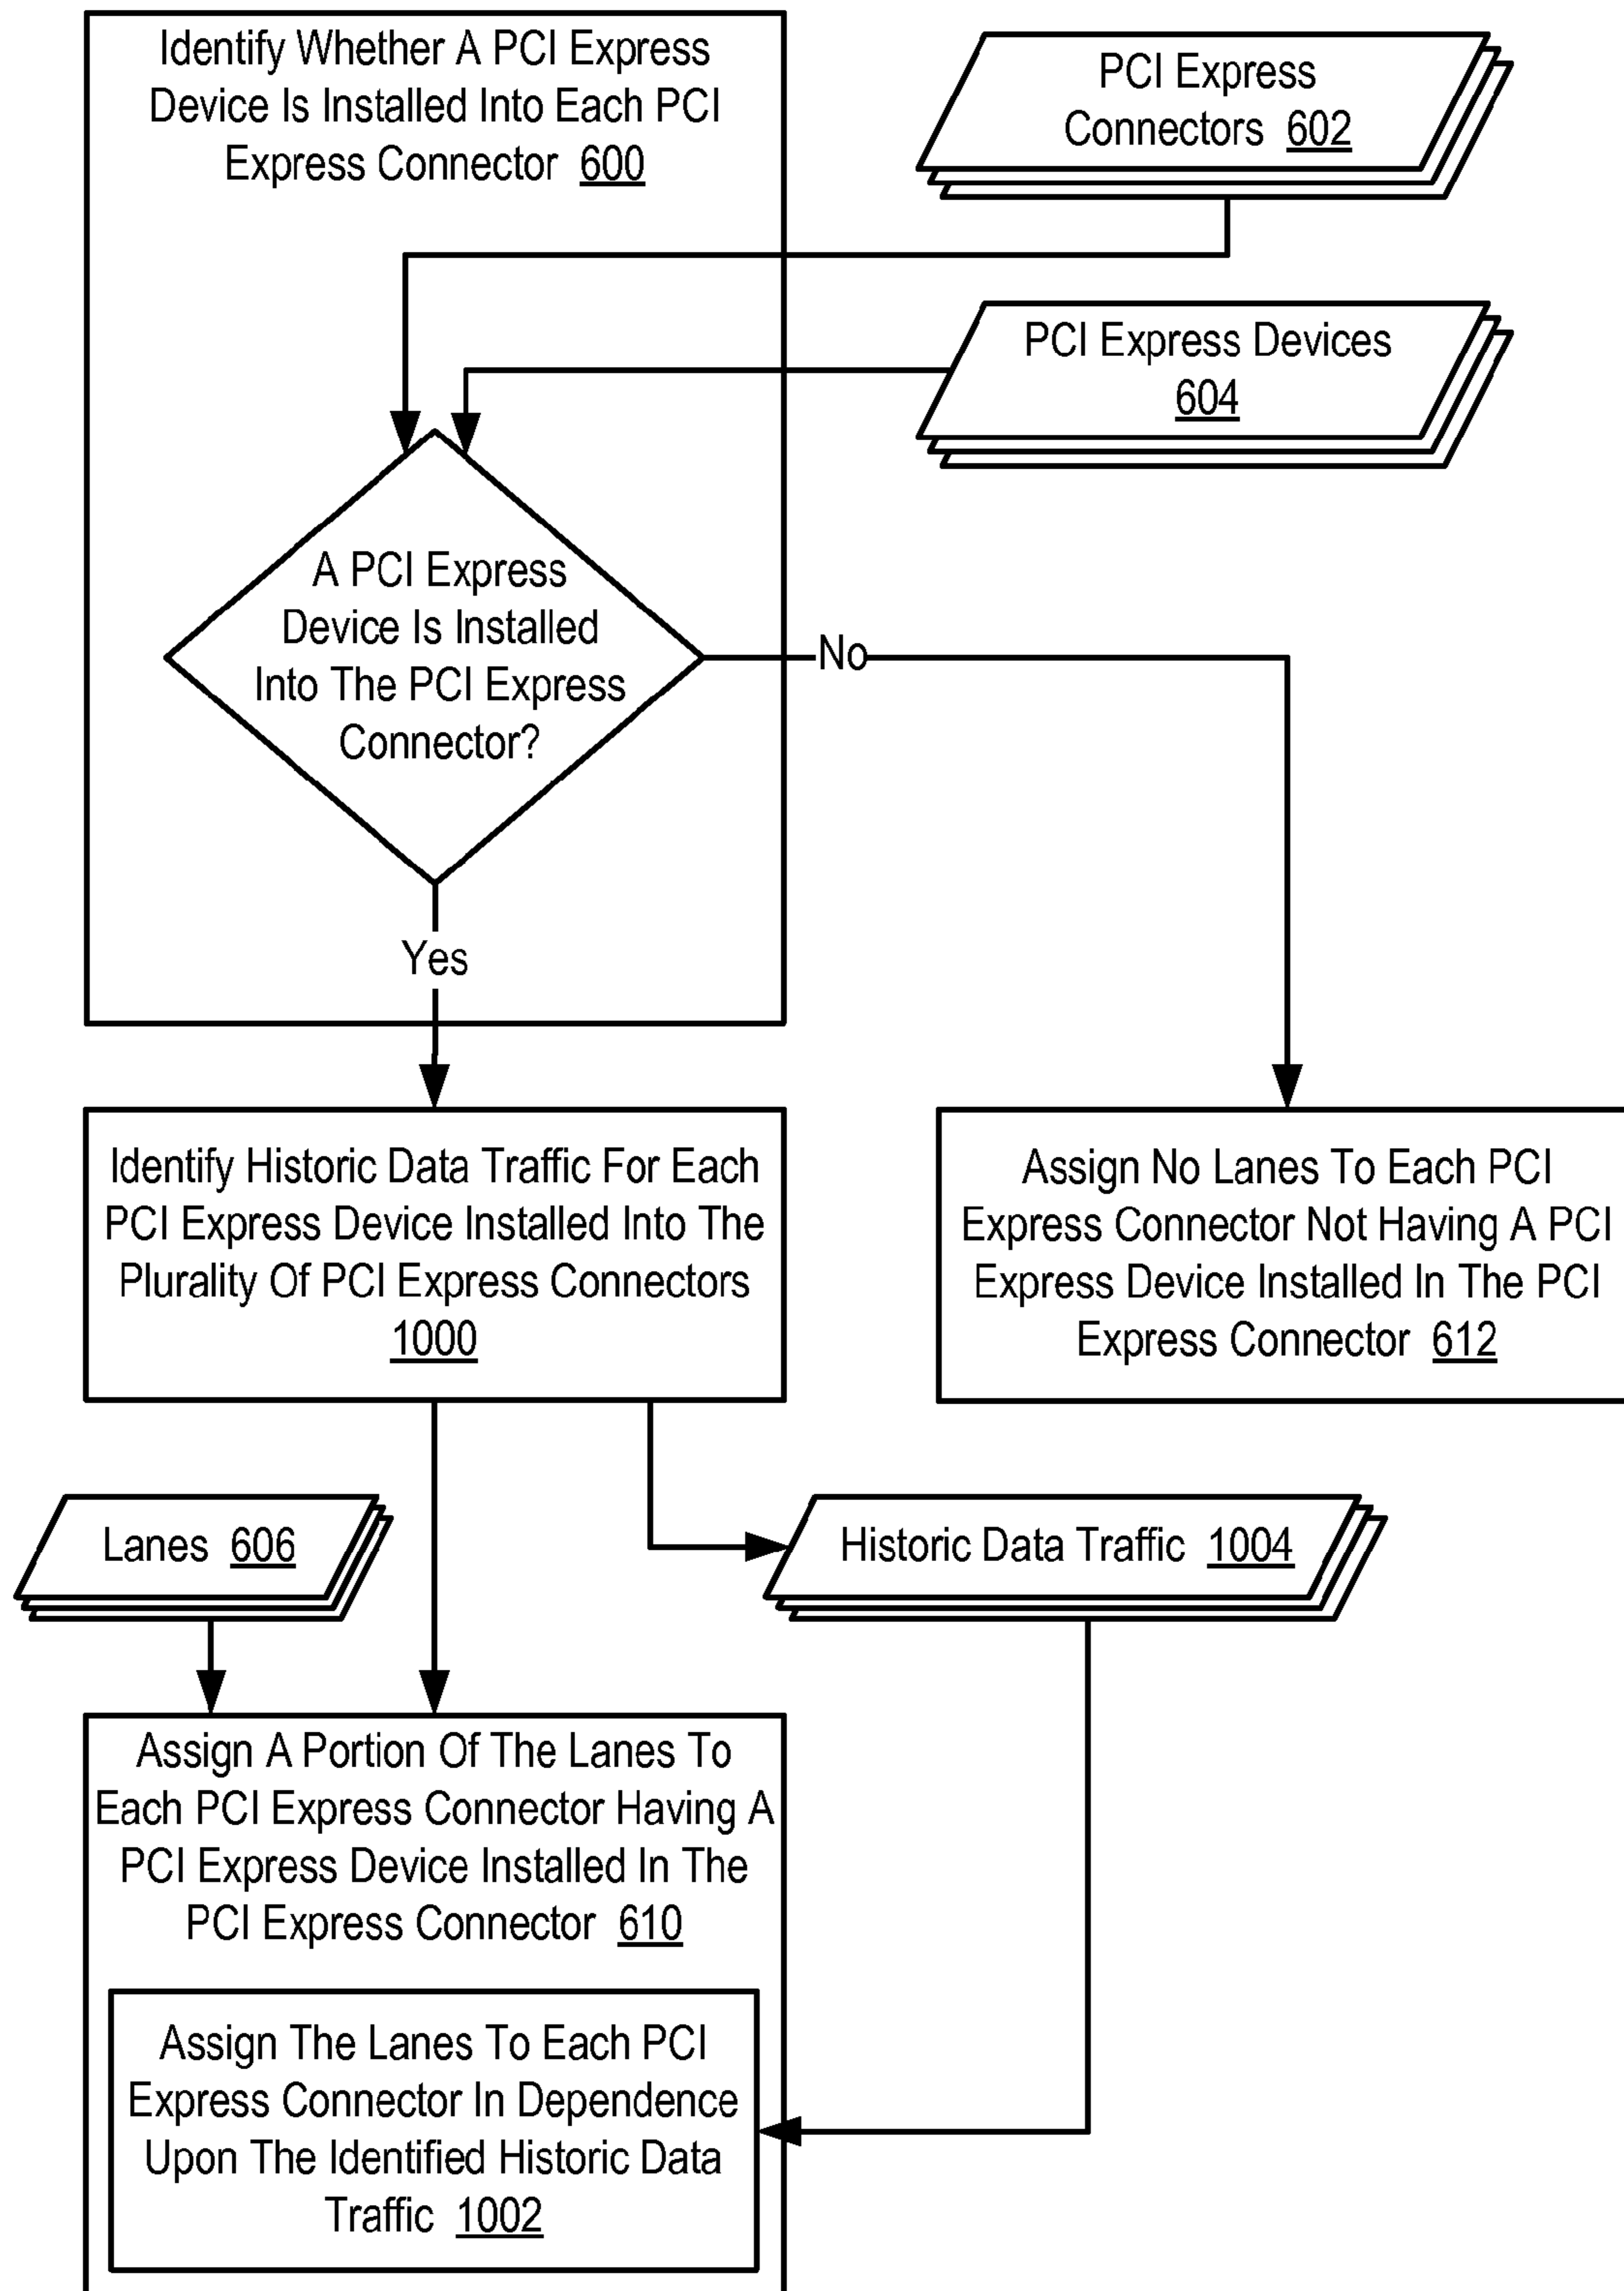 Identify Whether A PCI Express
Device Is Installed Into Each PCI
Express Connector 600
PCI Express
Connectors 602
PCI Express Devices
604
A PCI Express
Device Is Installed
Into The PCI Express
Connector?
No
Yes
Identify Historic Data Traffic For Each
PCI Express Device Installed Into The
Plurality Of PCI Express Connectors
1000
Assign No Lanes To Each PCI
Express Connector Not Having A PCI
Express Device Installed In The PCI
Express Connector 612
Lanes 606
Historic Data Traffic 1004
Assign A Portion Of The Lanes To
Each PCI Express Connector Having A
PCI Express Device Installed In The
PCI Express Connector 610
Assign The Lanes To Each PCI
Express Connector In Dependence
Upon The Identified Historic Data
Traffic 1002